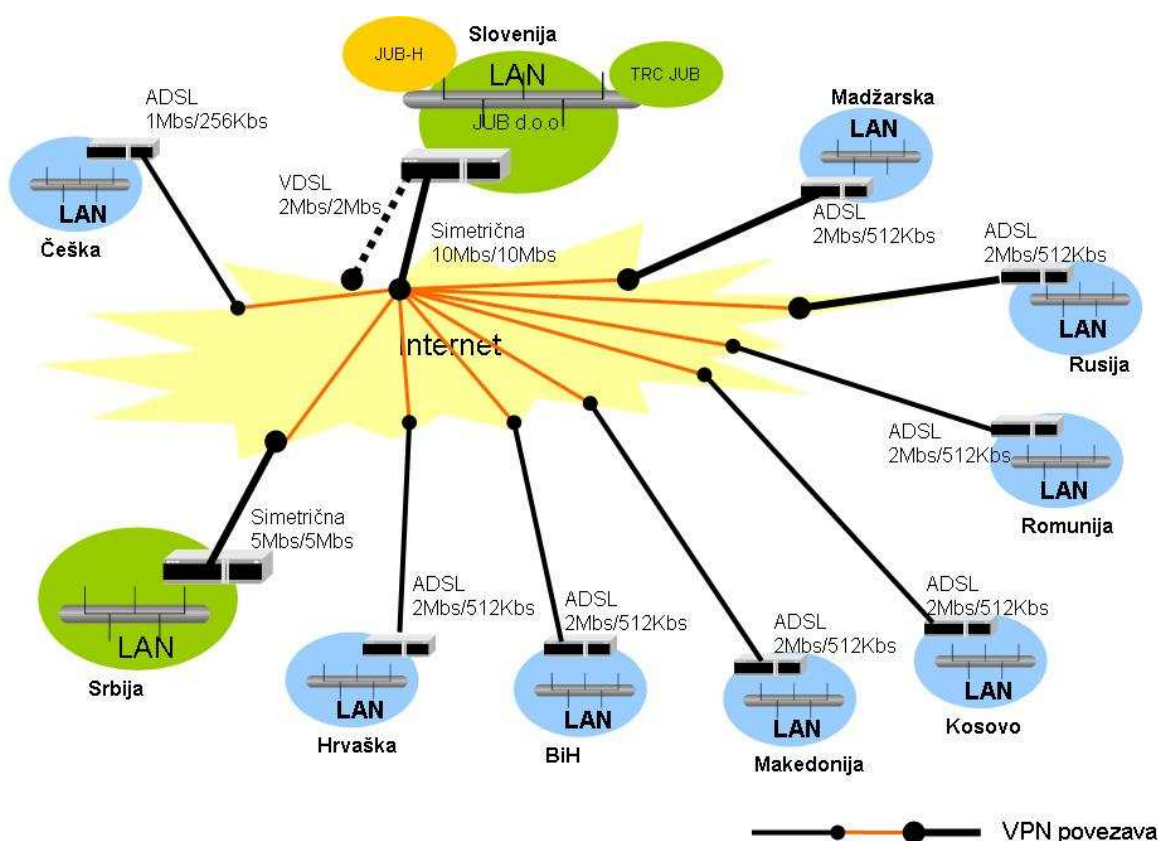 Slovenija
JUB-H
LAN
TRC JUB
JUB d.o.o
ADSL
1Mbs/256Kbs
LAN
Češka
VDSL
2Mbs/2Mbs
Simetrična
10Mbs/10Mbs
Madžarska
LAN
ADSL
2Mbs/512Kbs
ADSL
2Mbs/512Kbs
LAN
Rusija
Internet
ADSL
2Mbs/512Kbs
LAN
Romunija
Simetrična
5Mbs/5Mbs
LAN
Srbija
ADSL
2Mbs/512Kbs
LAN
Hrvaška
ADSL
2Mbs/512Kbs
LAN
BiH
ADSL
2Mbs/512Kbs
LAN
Makedonija
ADSL
2Mbs/512Kbs
LAN
Kosovo
VPN povezava